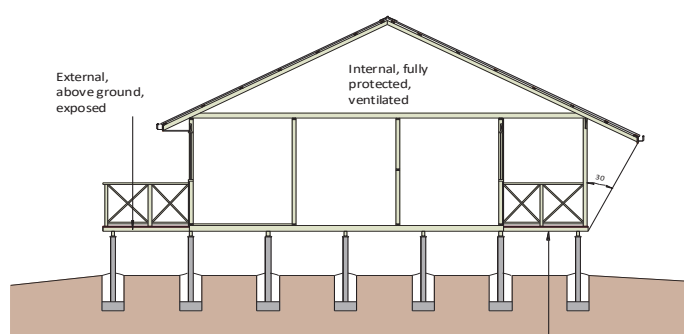 External,
above ground,
exposed
Internal, fully
protected,
ventilated
30